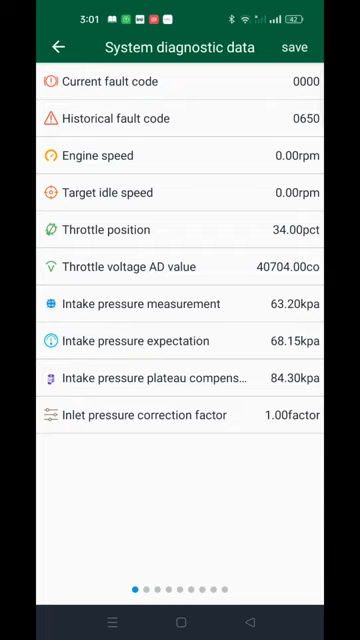 3:01
42
System diagnostic data
save
Current fault code 0000
Historical fault code 0650
Engine speed 0.00rpm
Target idle speed 0.00rpm
Throttle position 34.00pct
Throttle voltage AD value 40704.00co
Intake pressure measurement 63.20kpa
Intake pressure expectation 68.15kpa
Intake pressure plateau compens... 84.30kpa
Inlet pressure correction factor 1.00factor